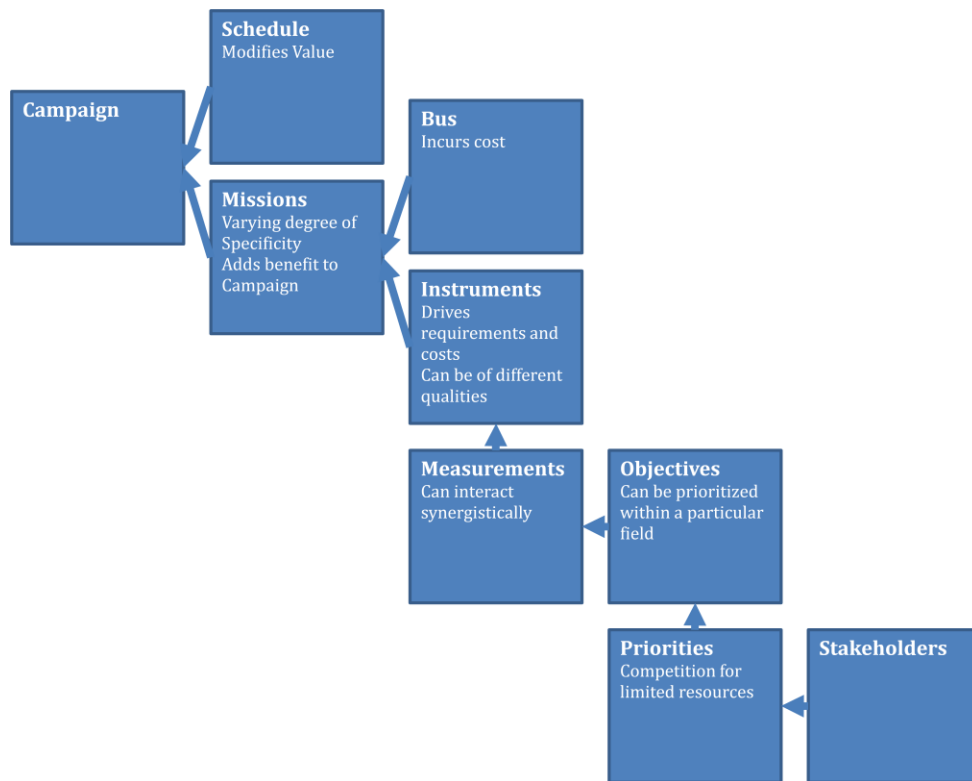 Schedule
Modifies Value
Campaign
Bus
Incurs cost
Missions
Varying degree of
Specificity
Adds benefit to
Campaign
Instruments
Drives
requirements and
costs
Can be of different
qualities
Measurements
Can interact
synergistically
Objectives
Can be prioritized
within a particular
field
Priorities
Competition for
limited resources
Stakeholders